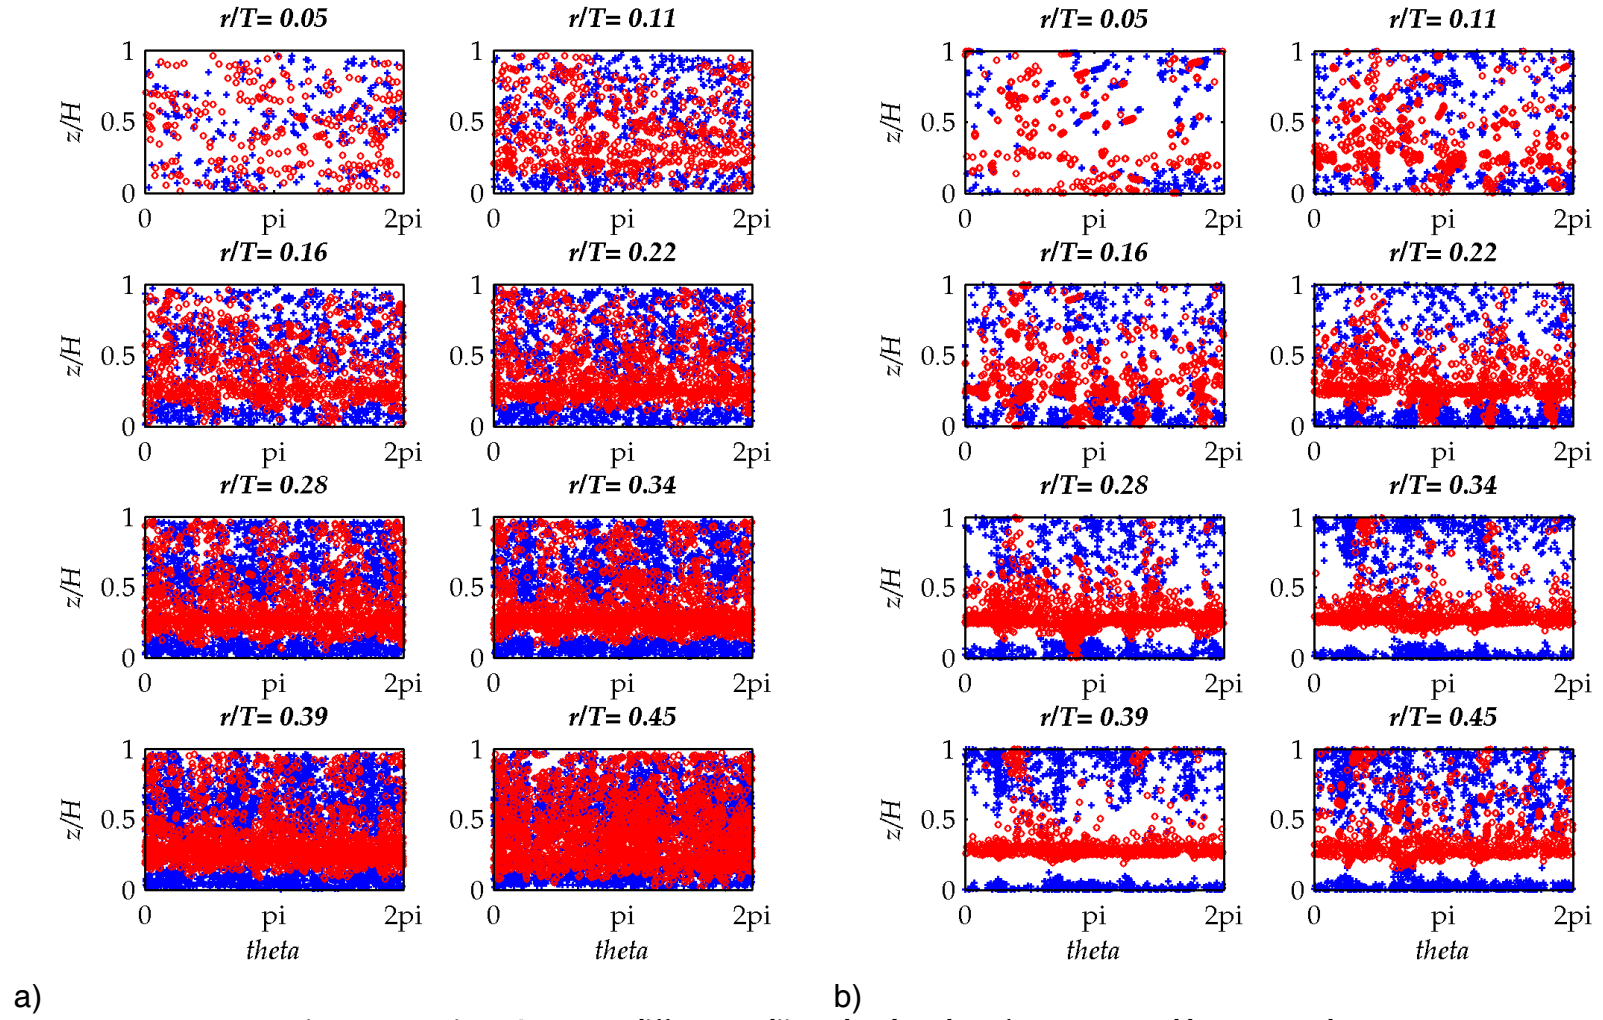 r/T= 0.05
r/T= 0.11
z/H
1
0.5
0
0
pi
2pi
1
0.5
0
0
pi
2pi
r/T= 0.16
r/T= 0.22
z/H
1
0.5
0
0
pi
2pi
1
0.5
0
0
pi
2pi
r/T= 0.28
r/T= 0.34
z/H
1
0.5
0
0
pi
2pi
1
0.5
0
0
pi
2pi
r/T= 0.39
r/T= 0.45
z/H
1
0.5
0
0
pi
2pi
theta
1
0.5
0
0
pi
2pi
theta
a)
r/T= 0.05
r/T= 0.11
z/H
1
0.5
0
0
pi
2pi
1
0.5
0
0
pi
2pi
r/T= 0.16
r/T= 0.22
z/H
1
0.5
0
0
pi
2pi
1
0.5
0
0
pi
2pi
r/T= 0.28
r/T= 0.34
z/H
1
0.5
0
0
pi
2pi
1
0.5
0
0
pi
2pi
r/T= 0.39
r/T= 0.45
z/H
1
0.5
0
0
pi
2pi
theta
1
0.5
0
0
pi
2pi
theta
b)